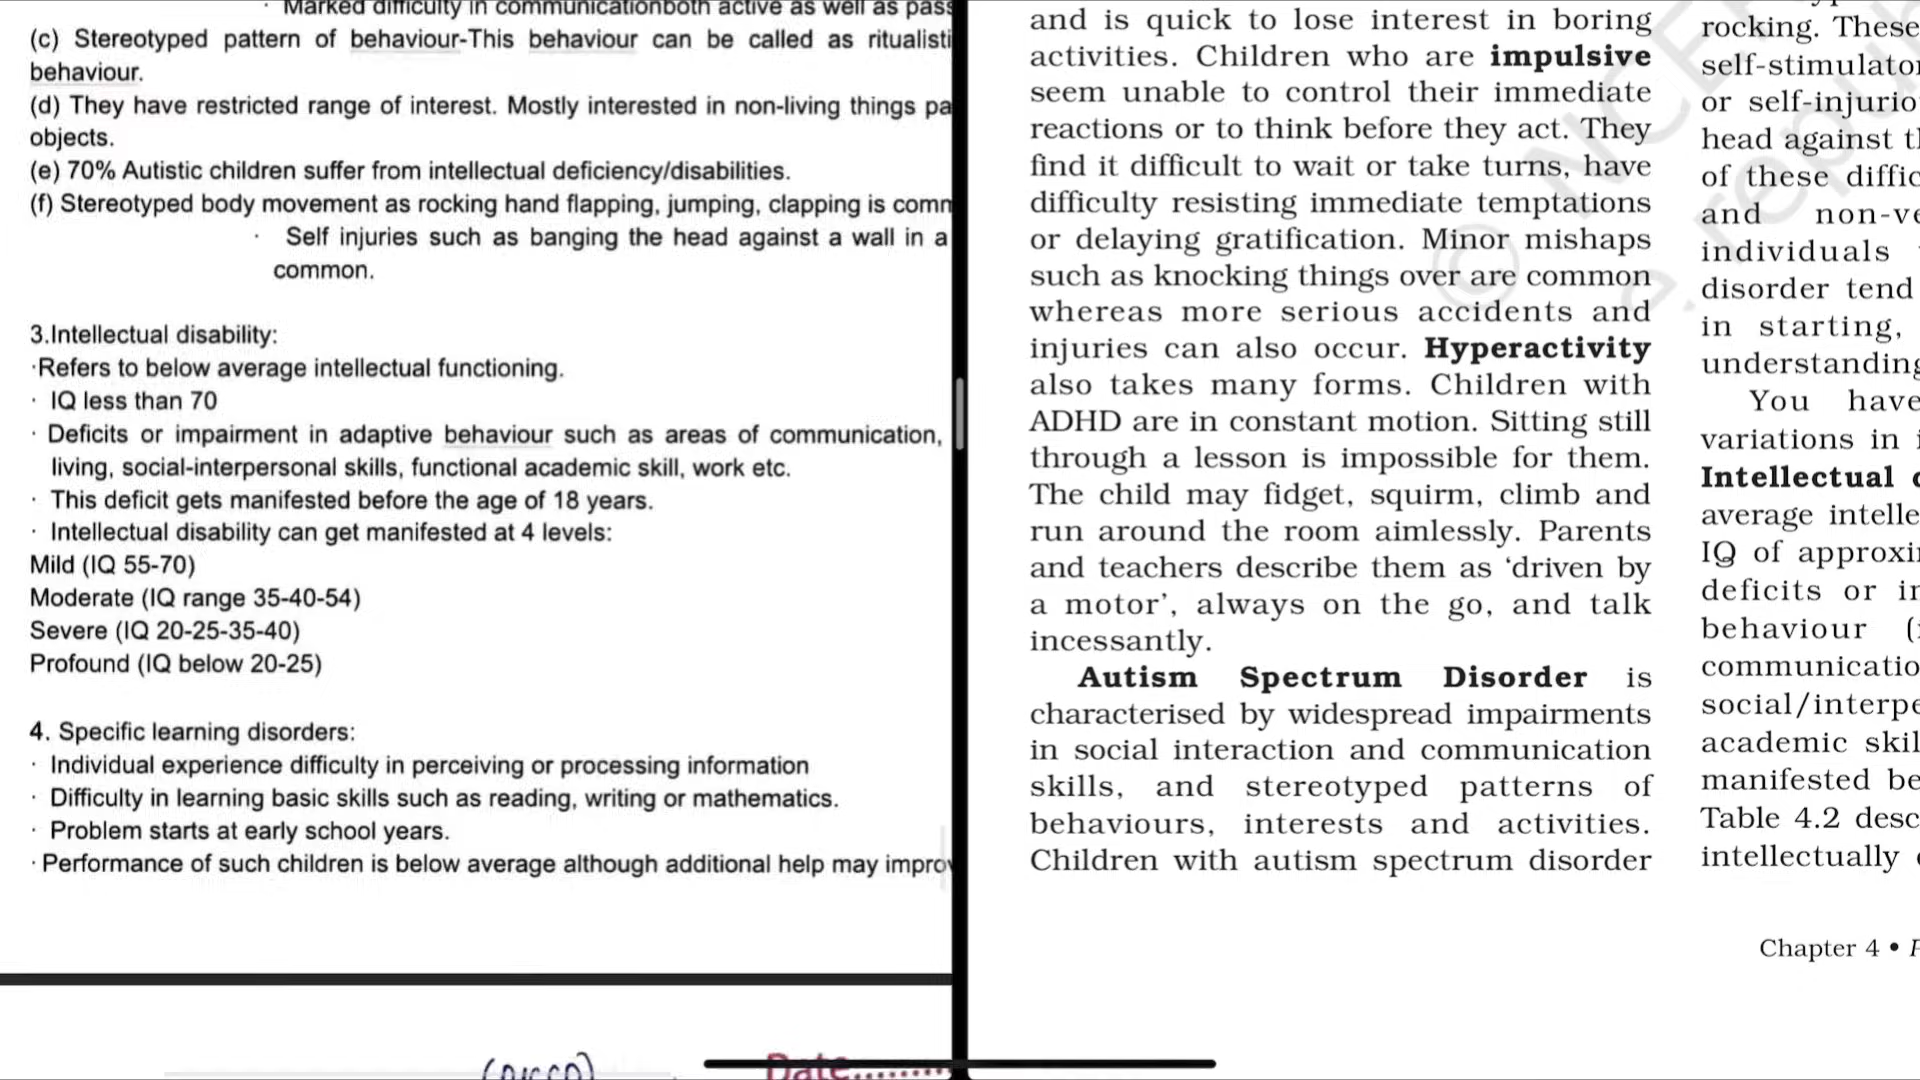 Marked difficulty in communicationboth active as well as pass
(c) Stereotyped pattern of behaviour-This behaviour can be called as ritualisti
behaviour.
(d) They have restricted range of interest. Mostly interested in non-living things pa
objects.
(e) 70% Autistic children suffer from intellectual deficiency/disabilities.
(f) Stereotyped body movement as rocking hand flapping, jumping, clapping is comm
· Self injuries such as banging the head against a wall in a
common.
3.Intellectual disability:
·Refers to below average intellectual functioning.
· IQ less than 70
· Deficits or impairment in adaptive behaviour such as areas of communication,
living, social-interpersonal skills, functional academic skill, work etc.
· This deficit gets manifested before the age of 18 years.
· Intellectual disability can get manifested at 4 levels:
Mild (IQ 55-70)
Moderate (IQ range 35-40-54)
Severe (IQ 20-25-35-40)
Profound (IQ below 20-25)
4. Specific learning disorders:
· Individual experience difficulty in perceiving or processing information
· Difficulty in learning basic skills such as reading, writing or mathematics.
· Problem starts at early school years.
· Performance of such children is below average although additional help may improv
Date.........
and is quick to lose interest in boring
activities. Children who are impulsive
seem unable to control their immediate
reactions or to think before they act. They
find it difficult to wait or take turns, have
difficulty resisting immediate temptations
or delaying gratification. Minor mishaps
such as knocking things over are common
whereas more serious accidents and
injuries can also occur. Hyperactivity
also takes many forms. Children with
ADHD are in constant motion. Sitting still
through a lesson is impossible for them.
The child may fidget, squirm, climb and
run around the room aimlessly. Parents
and teachers describe them as ‘driven by
a motor’, always on the go, and talk
incessantly.
Autism Spectrum Disorder is
characterised by widespread impairments
in social interaction and communication
skills, and stereotyped patterns of
behaviours, interests and activities.
Children with autism spectrum disorder
rocking. These
self-stimulator
or self-injurio
head against th
of these diffic
and non-ve
individuals
disorder tend
in starting,
understanding
You have
variations in i
Intellectual d
average intelle
IQ of approxi
deficits or im
behaviour (i
communicatio
social/interpe
academic skil
manifested be
Table 4.2 desc
intellectually
Chapter 4 • P